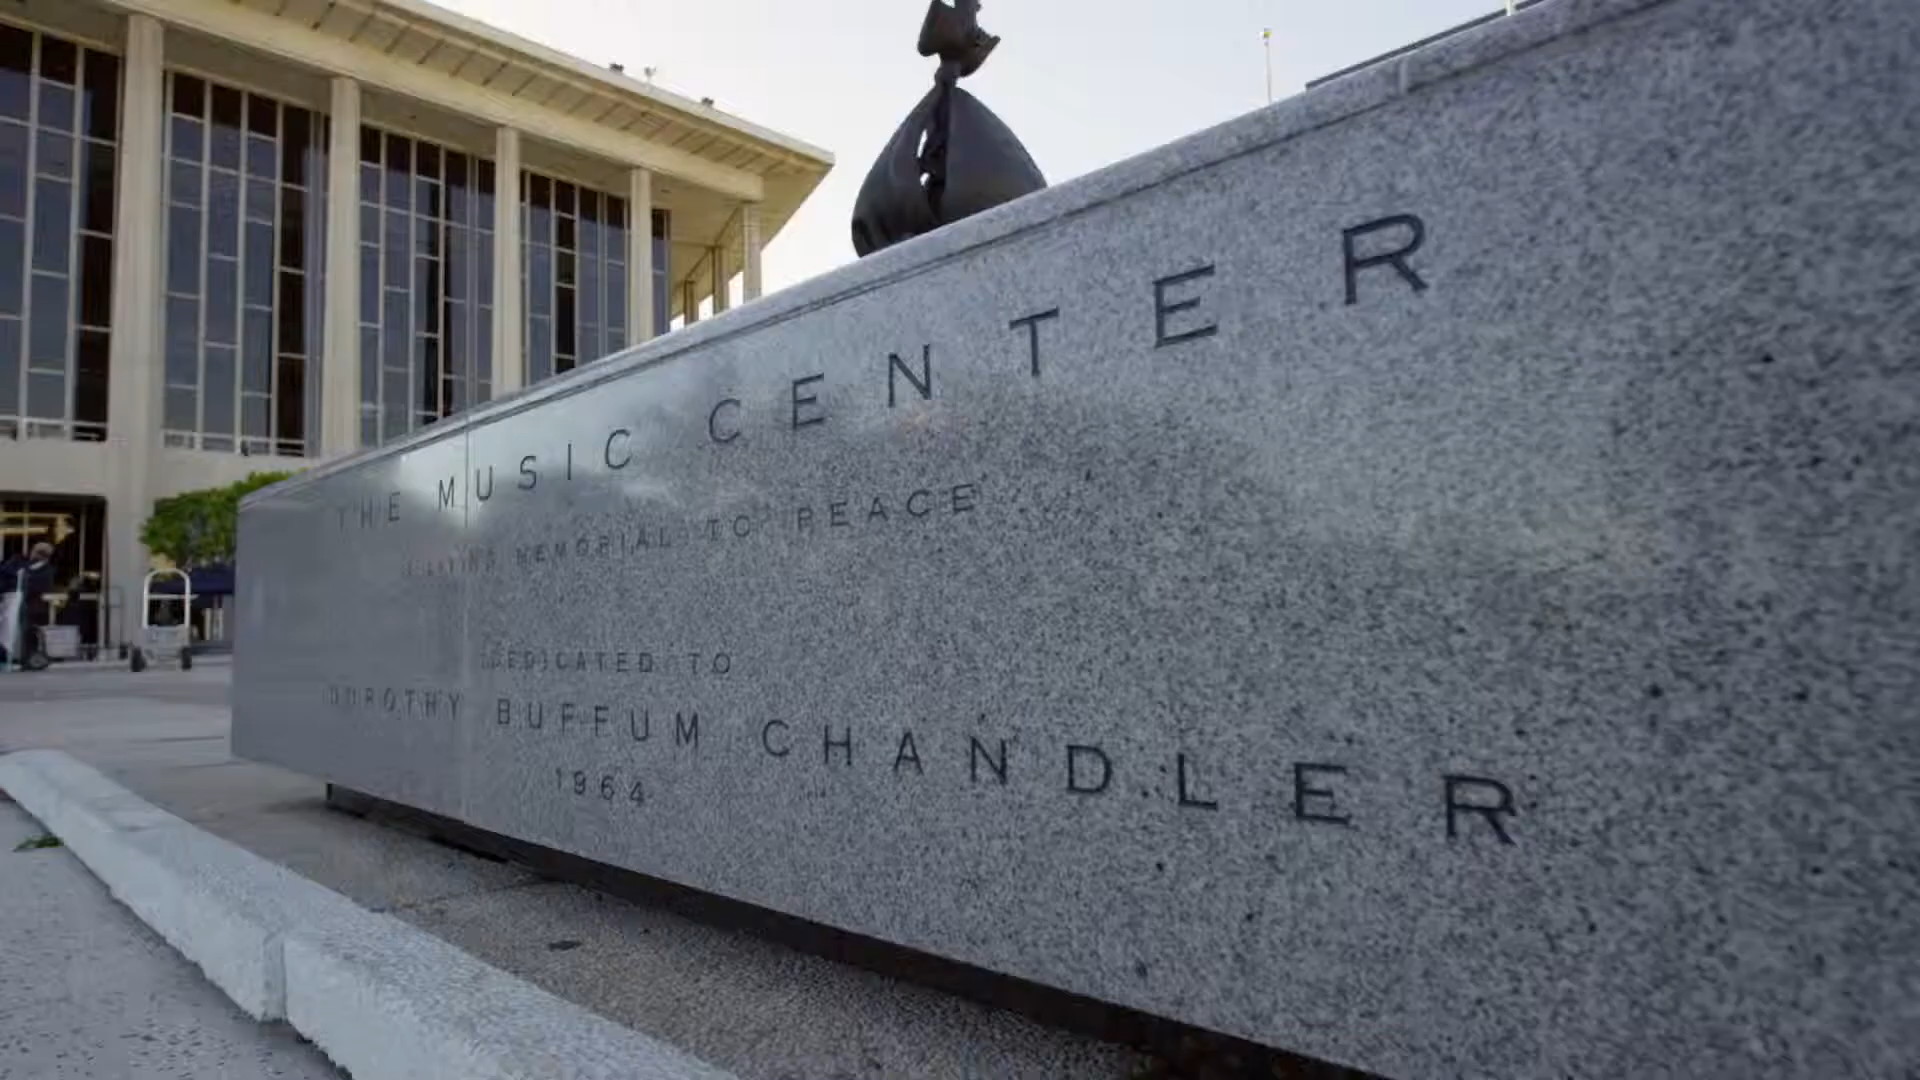 THE MUSIC CENTER
A LIVING MEMORIAL TO PEACE
DEDICATED TO
DOROTHY BUFFUM CHANDLER
1964